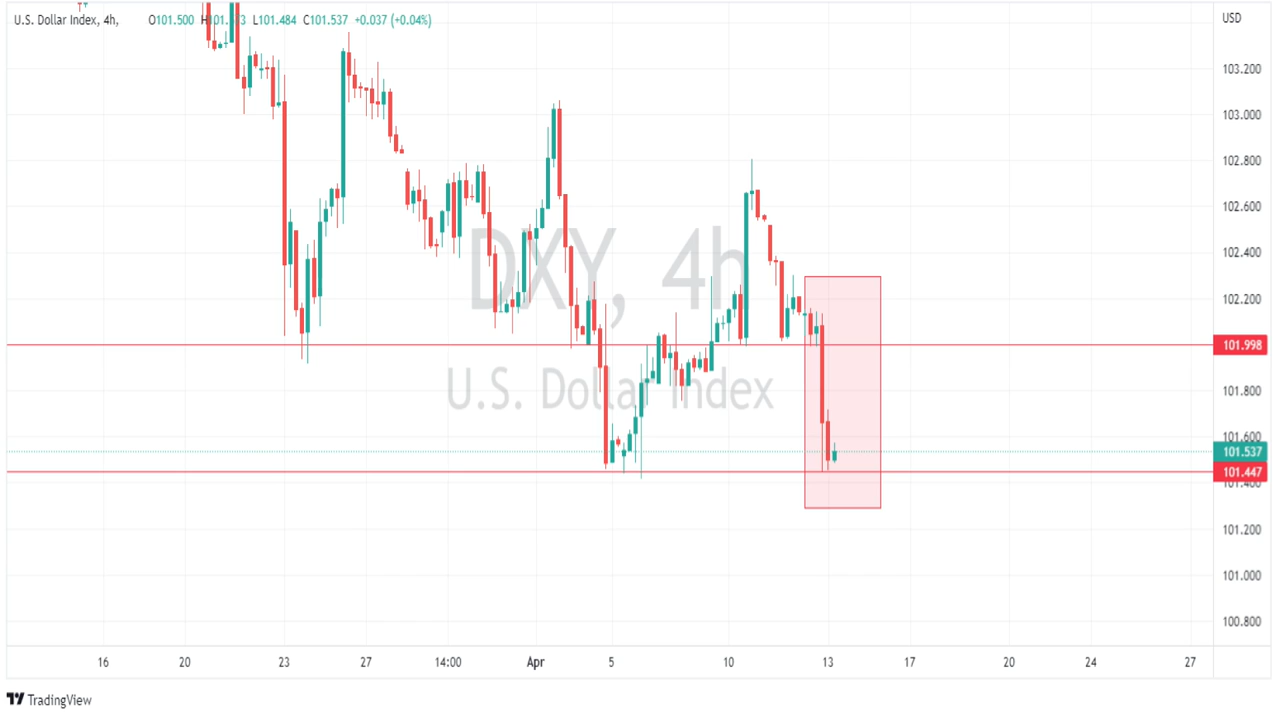 U.S. Dollar Index, 4h, O101.500 L101.484 C101.537 +0.037 (+0.04%)
USD
103.200
103.000
102.800
102.600
102.400
DXY, 4h
102.200
101.998
U.S. Dollar Index
101.800
101.600
101.537
101.447
101.400
101.200
101.000
100.800
16 20 23 27 14:00 Apr 5 10 13 17 20 24 27
TradingView